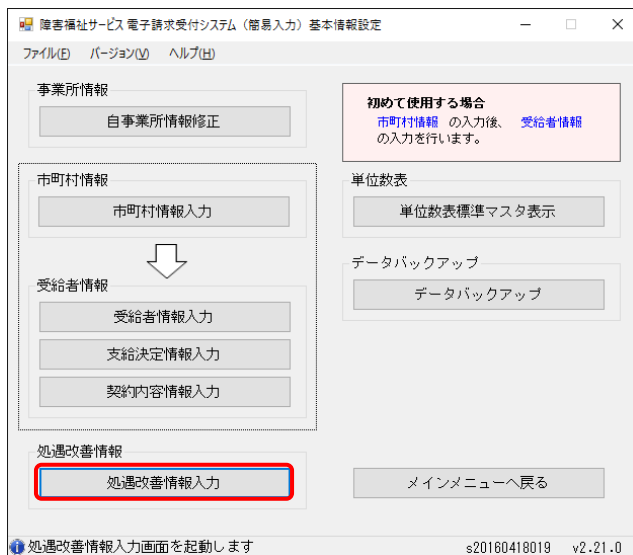 障害福祉サービス 電子請求受付システム（簡易入力）基本情報設定
ファイル(F) バージョン(V) ヘルプ(H)
事業所情報
自事業所情報修正
初めて使用する場合
市町村情報 の入力後、 受給者情報
の入力を行います。
市町村情報
市町村情報入力
単位数表
単位数表標準マスタ表示
受給者情報
受給者情報入力
支給決定情報入力
契約内容情報入力
データバックアップ
データバックアップ
処遇改善情報
処遇改善情報入力
メインメニューへ戻る
処遇改善情報入力画面を起動します
s20160418019 v2.21.0